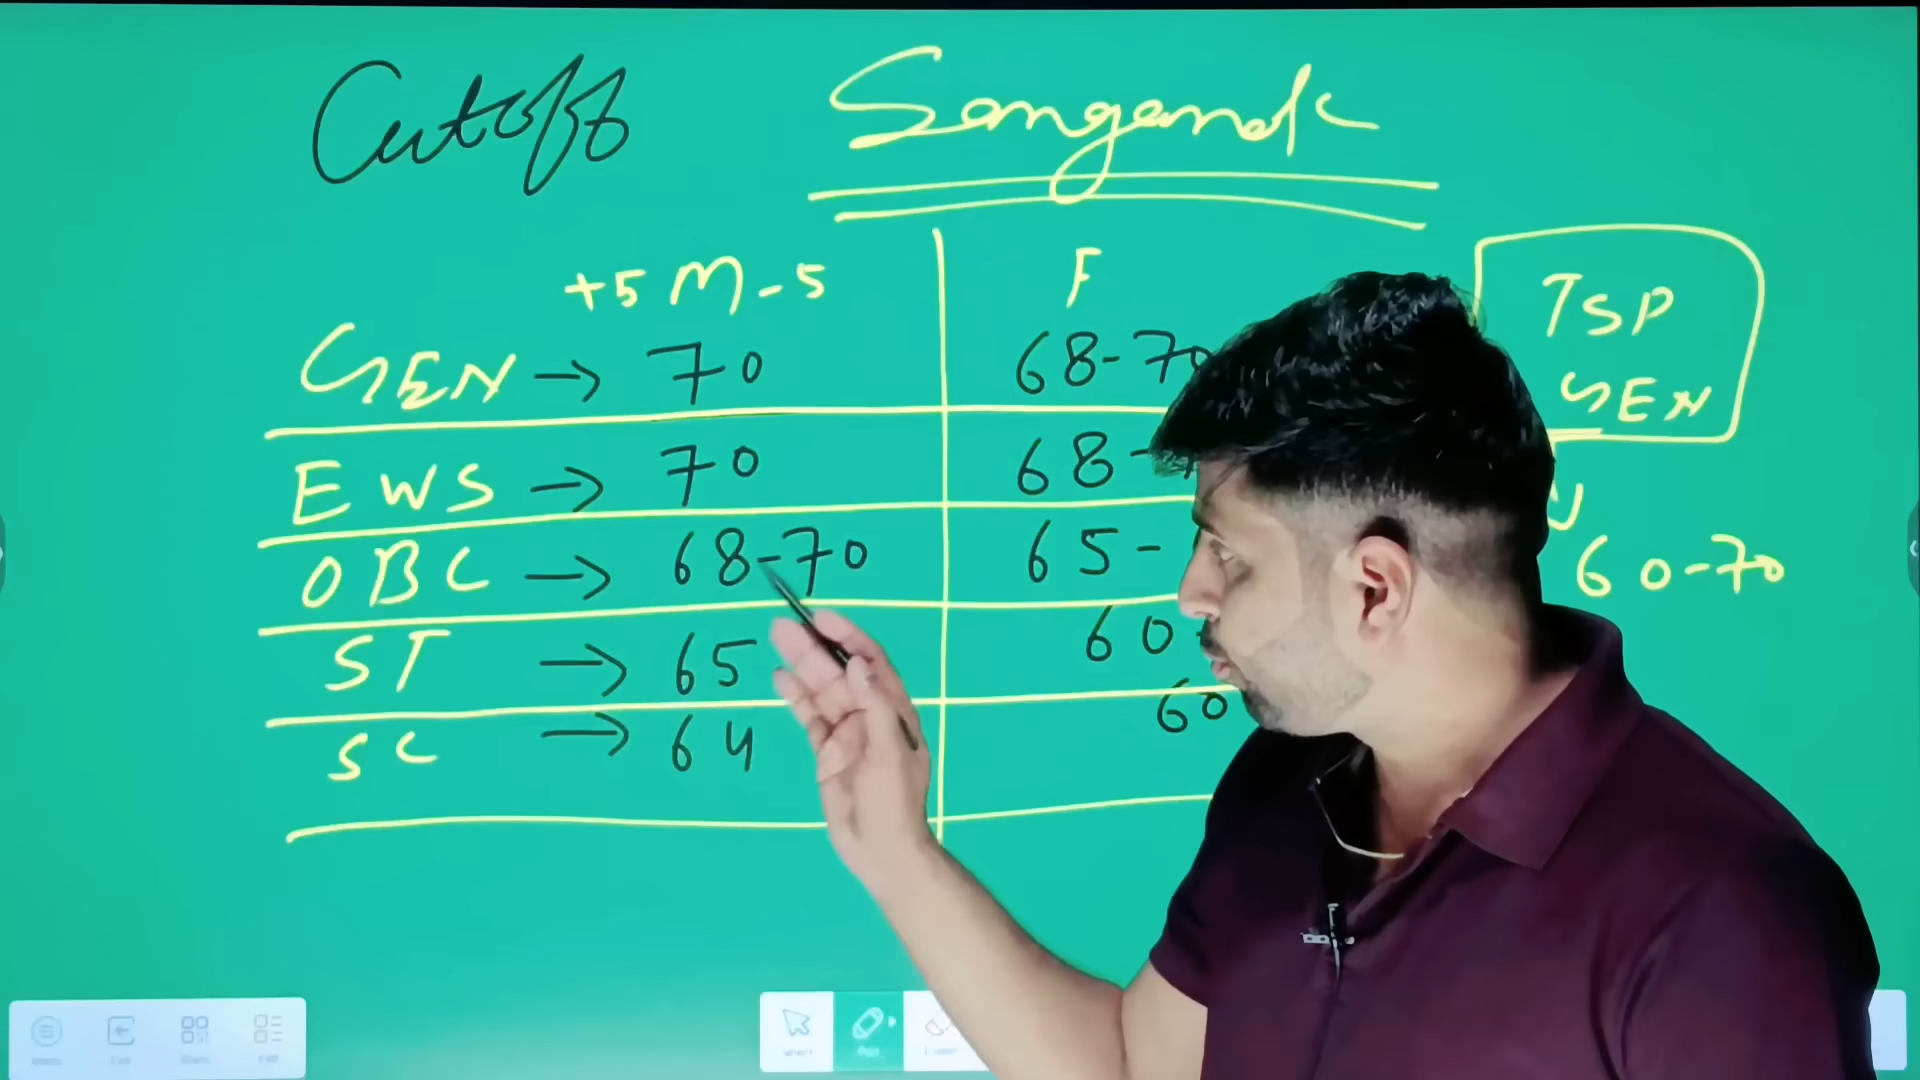 Cutoff Sanganak
+5 M -5 F
GEN → 70 68-70
EWS → 70 68-
OBC → 68-70 65-
ST → 65 60
SC → 64 60
TSP
GEN
60-70